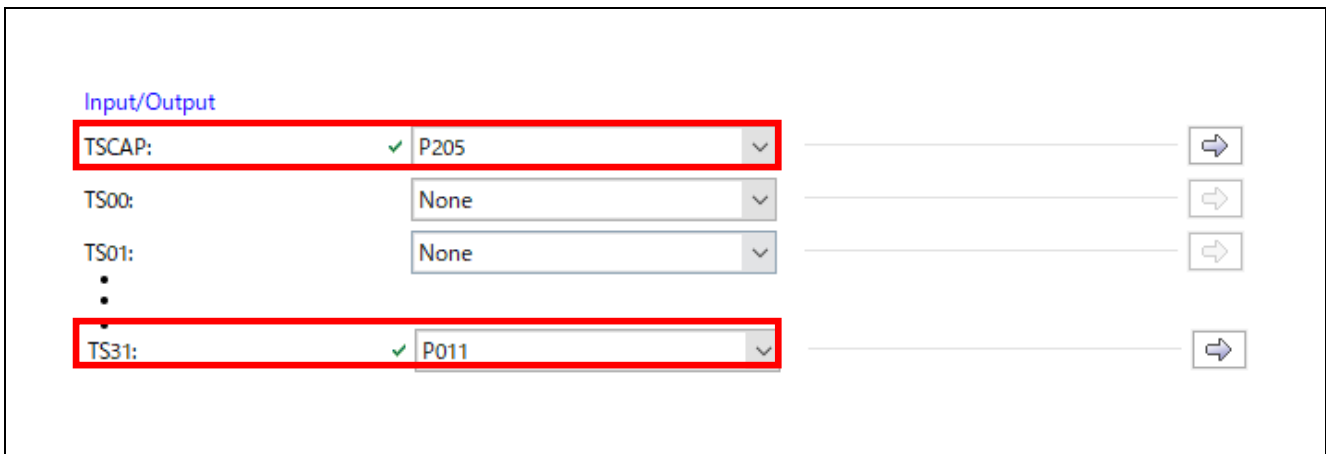 Input/Output
TSCAP: P205
TS00: None
TS01: None
TS31: P011